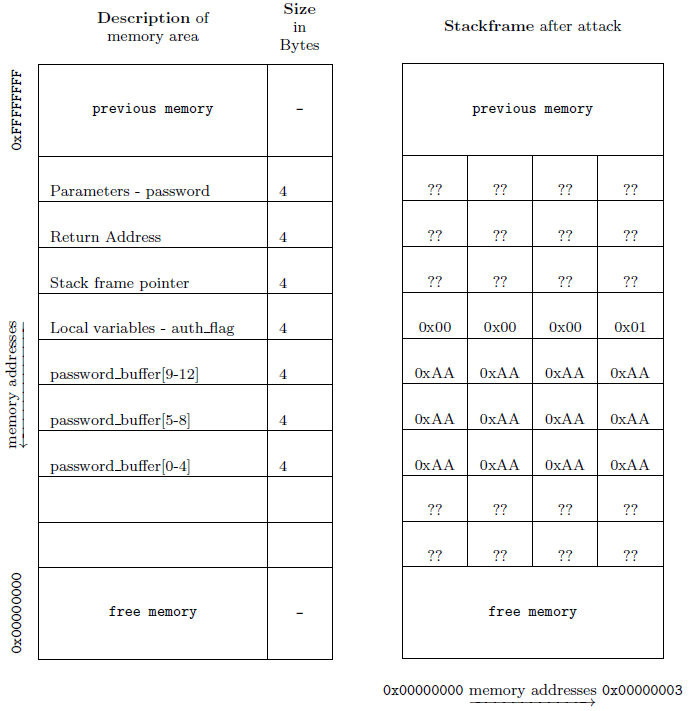 Description of
memory area
Size
in
Bytes
Stackframe after attack
0xFFFFFFFF
previous memory
-
previous memory
Parameters - password
4
?? ?? ?? ??
Return Address
4
?? ?? ?? ??
Stack frame pointer
4
?? ?? ?? ??
Local variables - auth_flag
4
0x00 0x00 0x00 0x01
memory addresses
password_buffer[9-12]
4
0xAA 0xAA 0xAA 0xAA
password_buffer[5-8]
4
0xAA 0xAA 0xAA 0xAA
password_buffer[0-4]
4
0xAA 0xAA 0xAA 0xAA
?? ?? ?? ??
?? ?? ?? ??
0x00000000
free memory
-
free memory
0x00000000 memory addresses 0x00000003